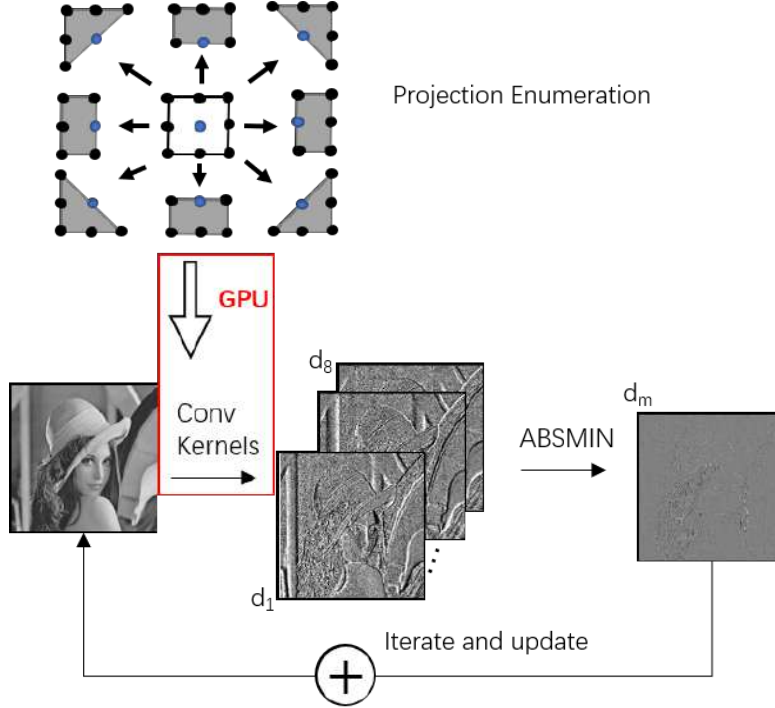 Projection Enumeration
GPU
Conv
Kernels
d8
d1
ABSMIN
dm
Iterate and update